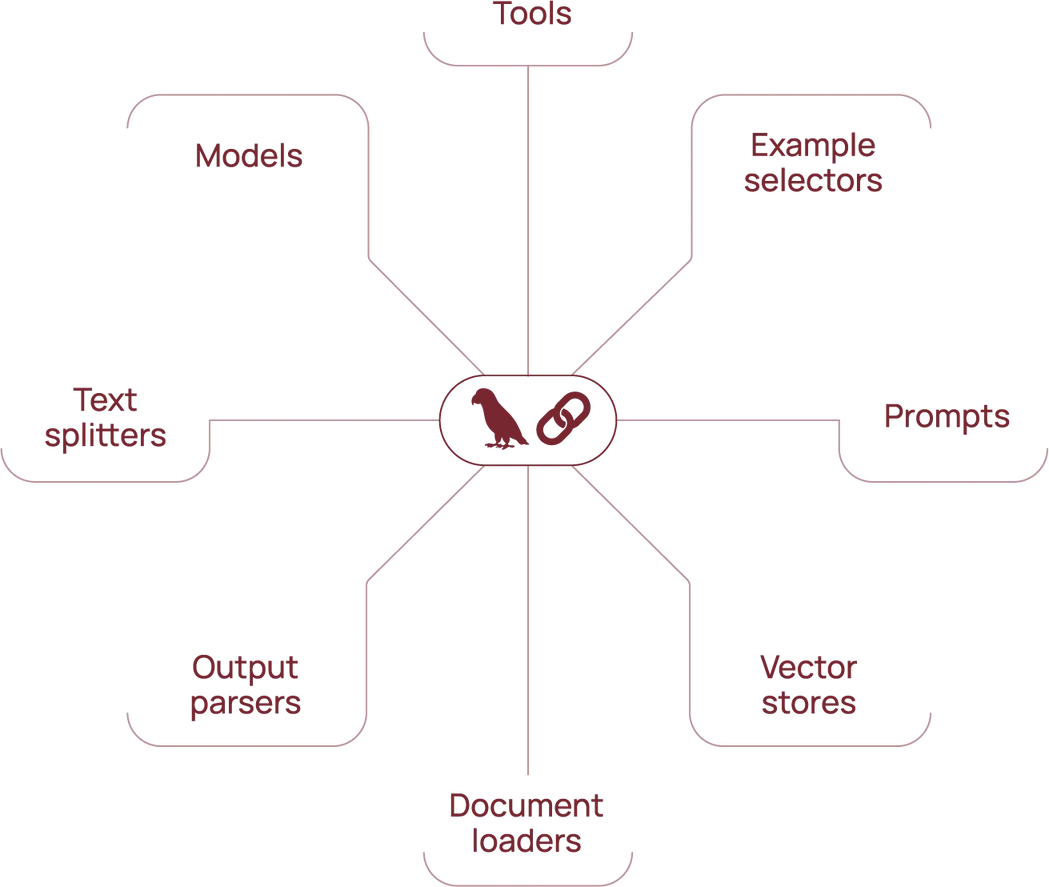 Tools
Models
Example
selectors
Text
splitters
Prompts
Output
parsers
Vector
stores
Document
loaders